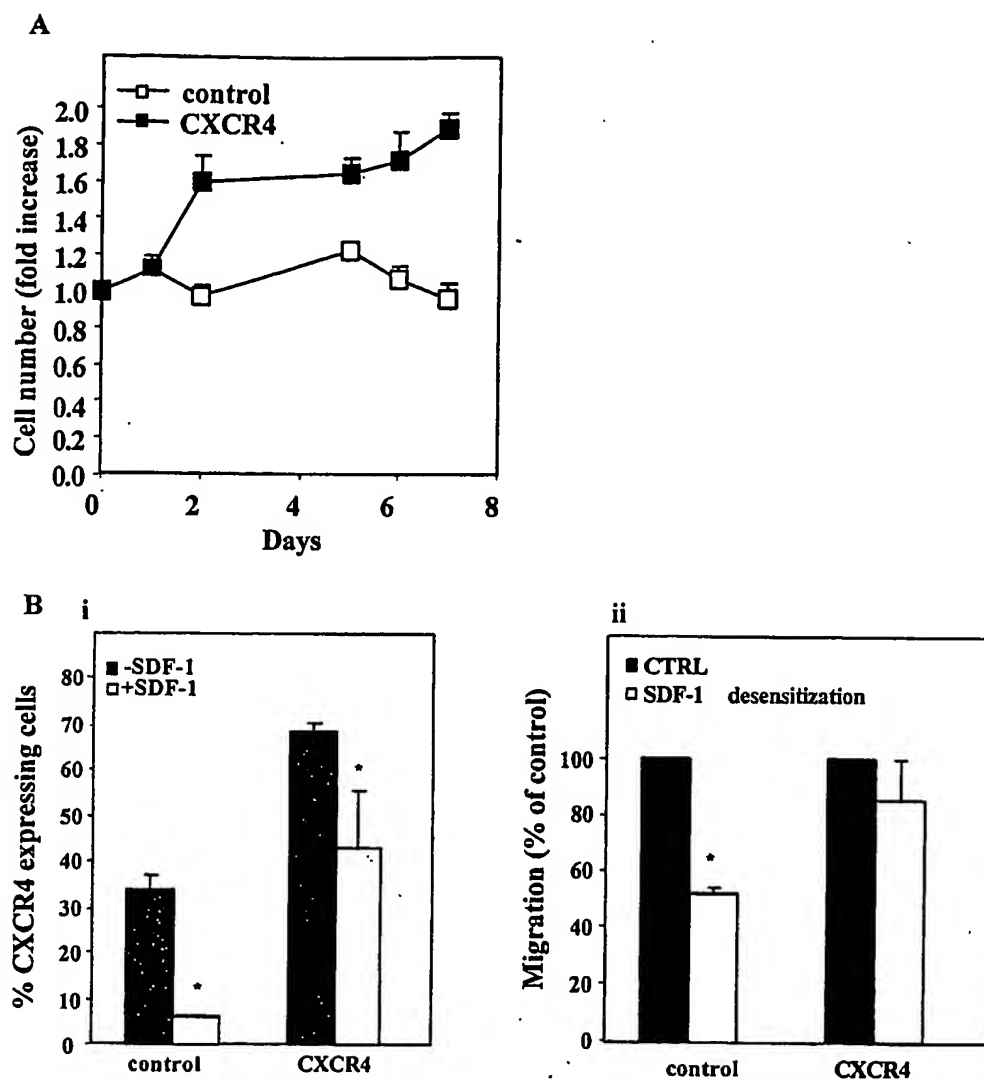 A
control
CXCR4
Cell number (fold increase)
2.0
1.8
1.6
1.4
1.2
1.0
0.8
0.6
0.4
0.2
0.0
0 2 4 6 8
Days
B i
-SDF-1
+SDF-1
% CXCR4 expressing cells
80
70
60
50
40
30
20
10
0
*
*
control CXCR4
ii
CTRL
SDF-1 desensitization
Migration (% of control)
100
80
60
40
20
0
*
control CXCR4